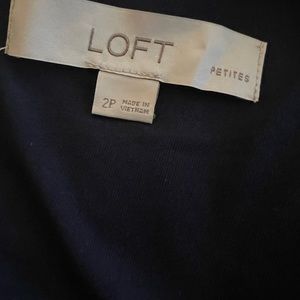 LOFT
PETITES
2P
MADE IN
VIETNAM